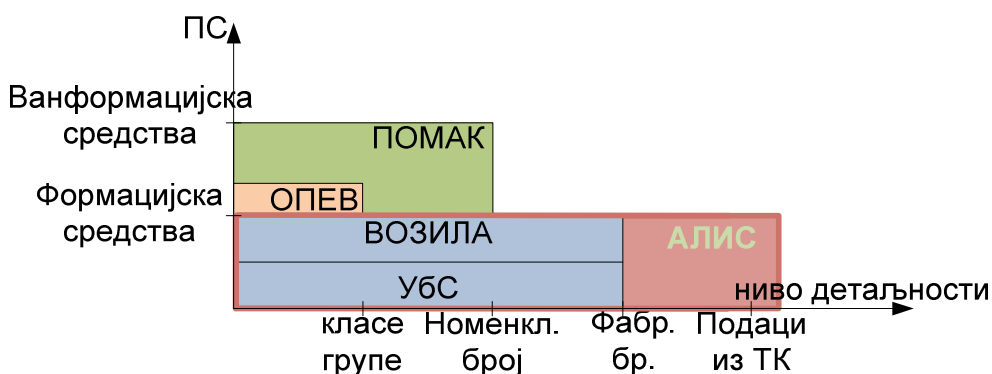 ПС
Ванформацијска
средства
ПОМАК
Формацијска
средства
ОПЕВ
ВОЗИЛА
АЛИС
УбС
ниво детаљности
класе
групе
Номенкл.
број
Фабр.
бр.
Подаци
из ТК